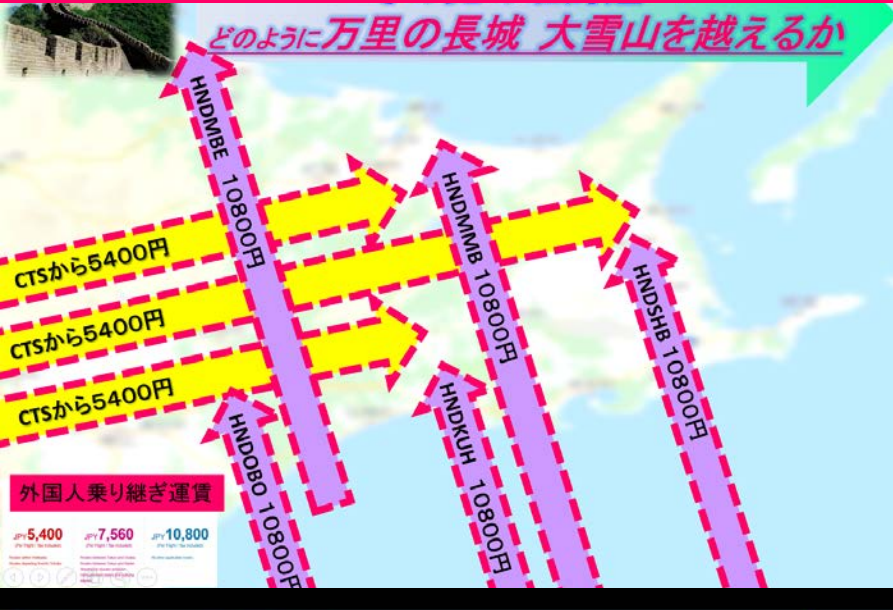 どのように万里の長城 大雪山を越えるか
HNDMBE 10800円
HNDMMB 10800円
HNDSHB 10800円
CTSから5400円
CTSから5400円
CTSから5400円
HNDOBO 10800円
HNDKUH 10800円
外国人乗り継ぎ運賃
JPY5,400 JPY7,560 JPY10,800